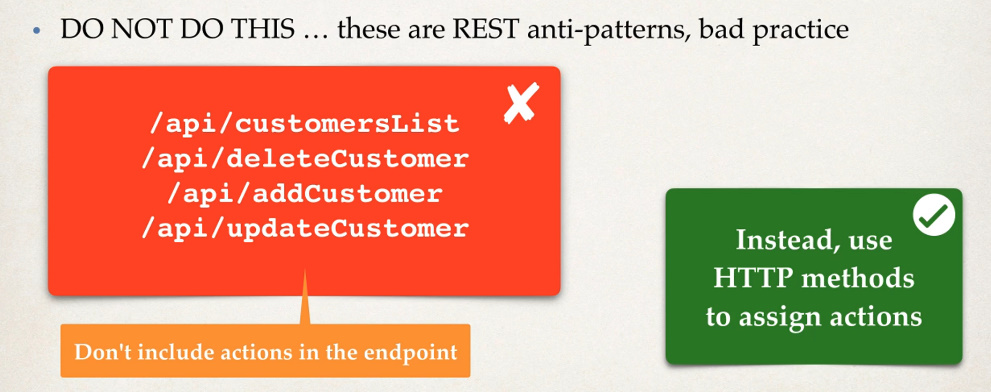 • DO NOT DO THIS … these are REST anti-patterns, bad practice
/api/customersList
/api/deleteCustomer
/api/addCustomer
/api/updateCustomer
Don't include actions in the endpoint
Instead, use
HTTP methods
to assign actions